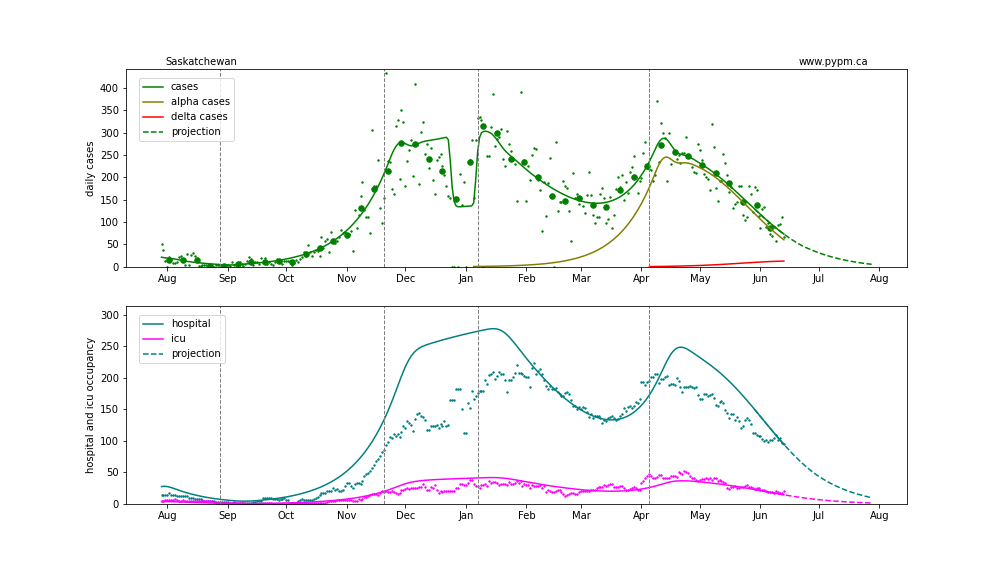 Saskatchewan www.pypm.ca
cases
alpha cases
delta cases
projection
daily cases
400
350
300
250
200
150
100
50
0
Aug Sep Oct Nov Dec Jan Feb Mar Apr May Jun Jul Aug
hospital
icu
projection
hospital and icu occupancy
300
250
200
150
100
50
0
Aug Sep Oct Nov Dec Jan Feb Mar Apr May Jun Jul Aug